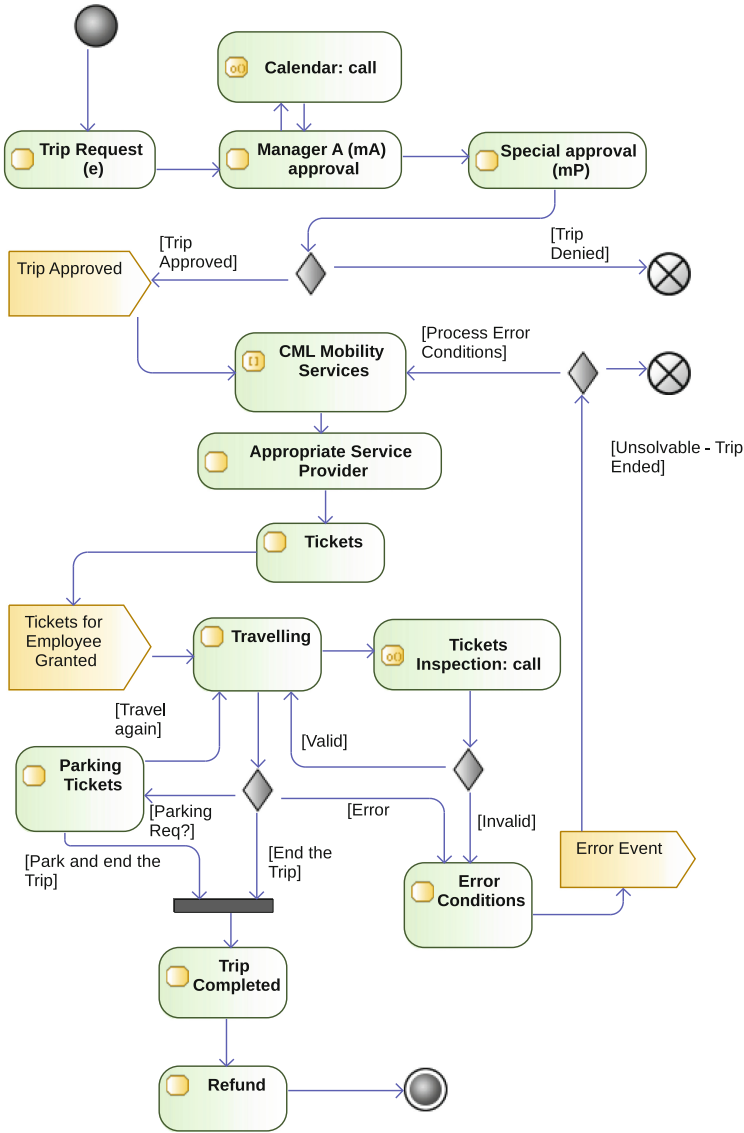 Calendar: call
Trip Request
(e)
Manager A (mA)
approval
Special approval
(mP)
[Trip
Approved]
[Trip
Denied]
Trip Approved
[Process Error
Conditions]
CML Mobility
Services
[Unsolvable - Trip
Ended]
Appropriate Service
Provider
Tickets
Tickets for
Employee
Granted
Travelling
Tickets
Inspection: call
[Travel
again]
[Valid]
Parking
Tickets
[Parking
Req?]
[Error
[Invalid]
[Park and end the
Trip]
[End the
Trip]
Error Event
Error
Conditions
Trip
Completed
Refund